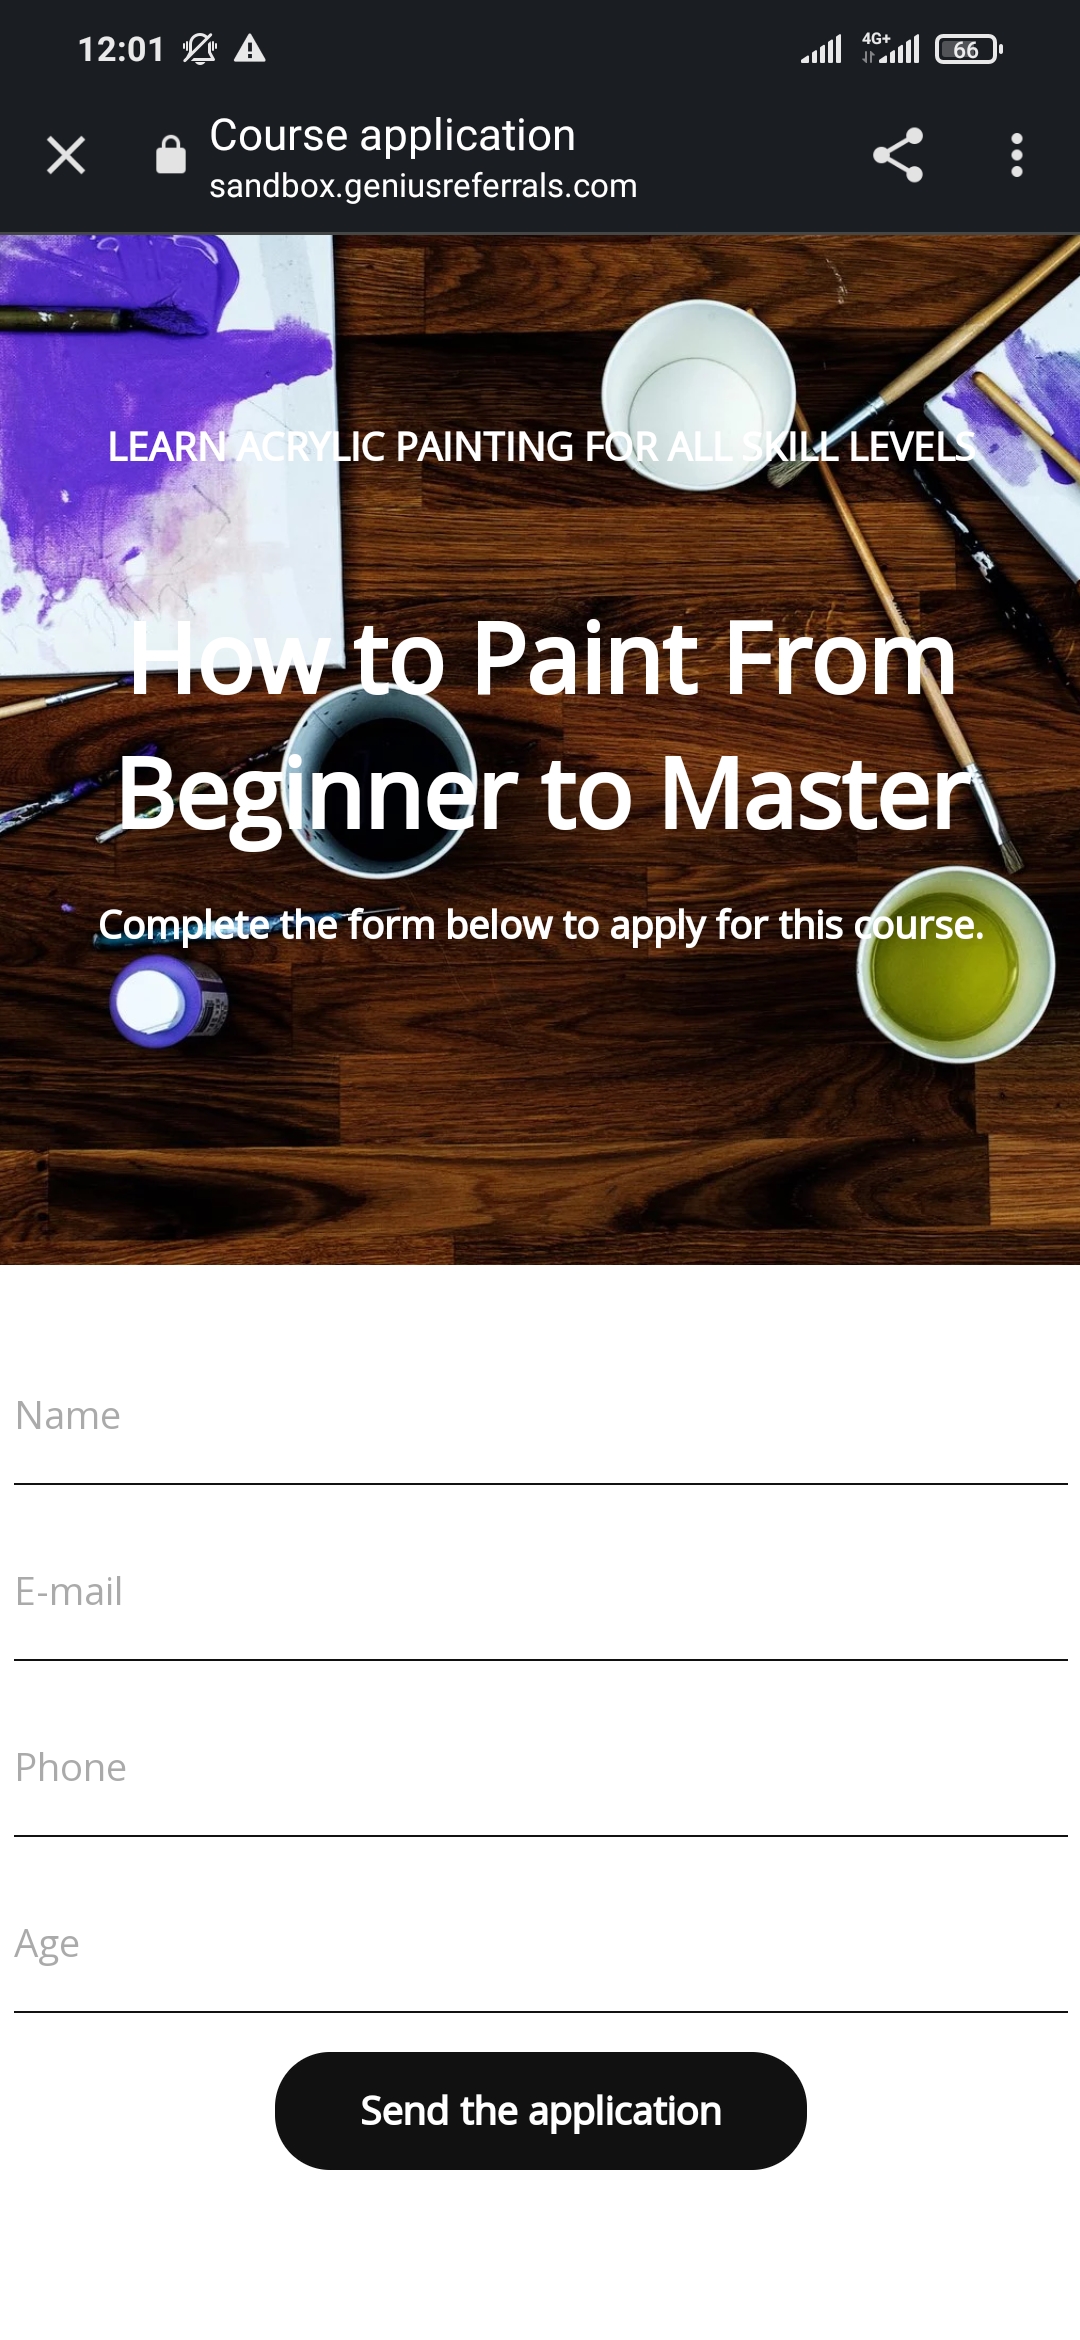 12:01
4G+
66
Course application
sandbox.geniusreferrals.com
LEARN ACRYLIC PAINTING FOR ALL SKILL LEVELS
How to Paint From
Beginner to Master
Complete the form below to apply for this course.
Name
E-mail
Phone
Age
Send the application